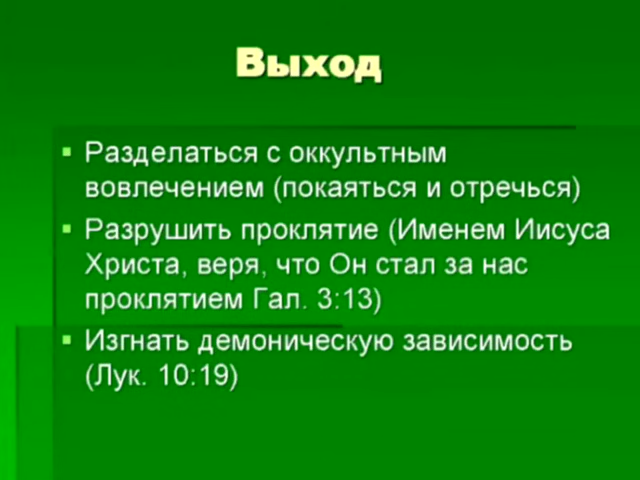 Выход
Разделаться с оккультным
вовлечением (покаяться и отречься)
Разрушить проклятие (Именем Иисуса
Христа, веря, что Он стал за нас
проклятием Гал. 3:13)
Изгнать демоническую зависимость
(Лук. 10:19)